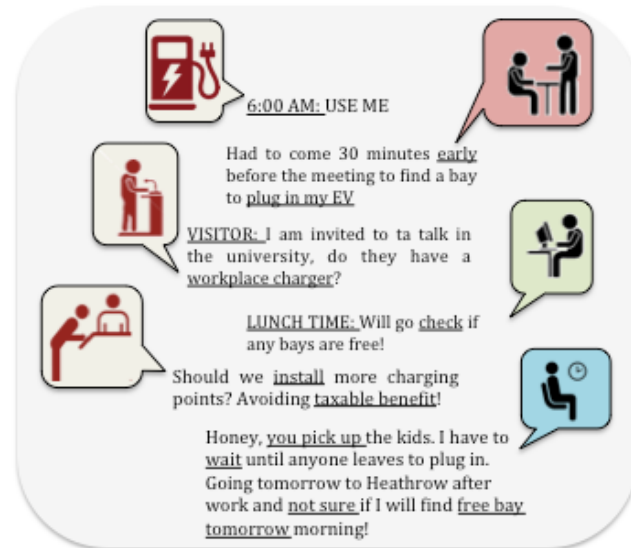 6:00 AM: USE ME
Had to come 30 minutes early
before the meeting to find a bay
to plug in my EV
VISITOR: I am invited to ta talk in
the university, do they have a
workplace charger?
LUNCH TIME: Will go check if
any bays are free!
Should we install more charging
points? Avoiding taxable benefit!
Honey, you pick up the kids. I have to
wait until anyone leaves to plug in.
Going tomorrow to Heathrow after
work and not sure if I will find free bay
tomorrow morning!